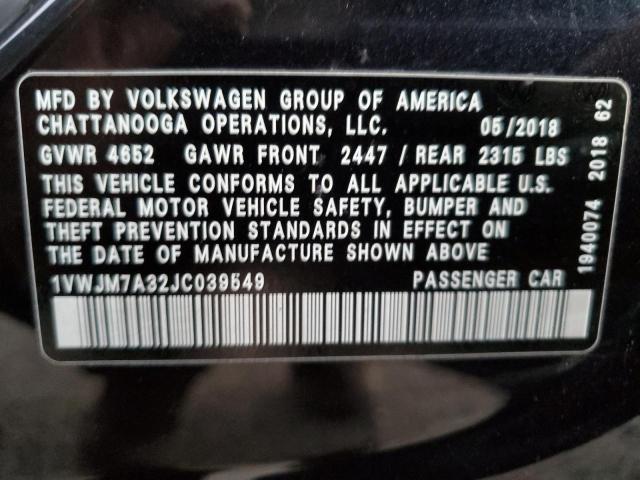 MFD BY VOLKSWAGEN GROUP OF AMERICA
CHATTANOOGA OPERATIONS, LLC. 05/2018
GVWR 4652 GAWR FRONT 2447 / REAR 2315 LBS
THIS VEHICLE CONFORMS TO ALL APPLICABLE U.S.
FEDERAL MOTOR VEHICLE SAFETY, BUMPER AND
THEFT PREVENTION STANDARDS IN EFFECT ON
THE DATE OF MANUFACTURE SHOWN ABOVE
1VWJM7A32JC039549 PASSENGER CAR
1940074 2018 62